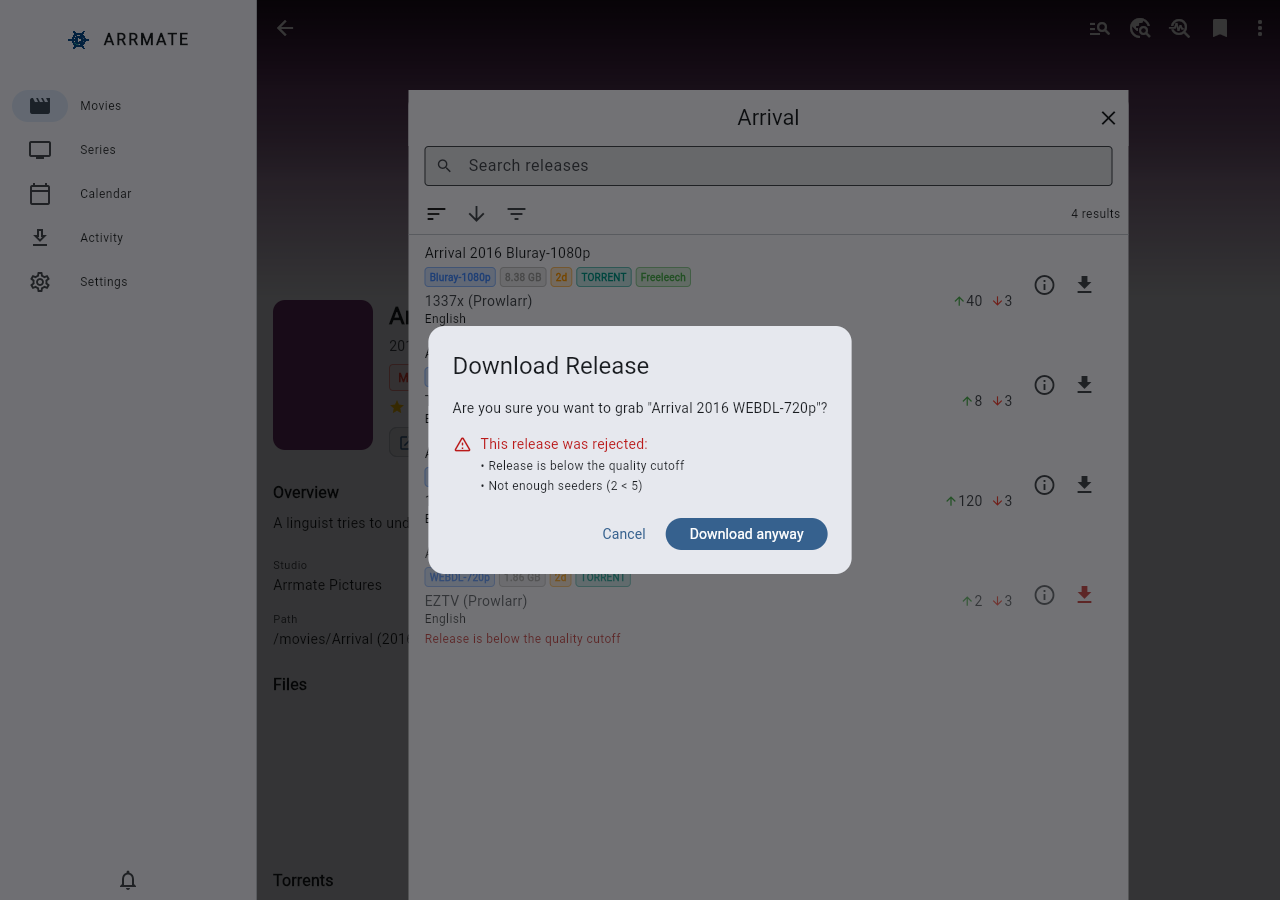 ARRMATE
Movies
Series
Calendar
Activity
Settings
Overview
A linguist tries to
Studio
Arrmate Pictures
Path
/movies/Arrival (2016
Files
Torrents
Arrival
Search releases
4 results
Arrival 2016 Bluray-1080p
Bluray-1080p 8.38 GB 2d TORRENT Freeleech
1337x (Prowlarr)
40 3
English
8 3
120 3
WEBDL-720p 1.86 GB 2d TORRENT
EZTV (Prowlarr)
2 3
English
Release is below the quality cutoff
Download Release
Are you sure you want to grab "Arrival 2016 WEBDL-720p"?
This release was rejected:
• Release is below the quality cutoff
• Not enough seeders (2 < 5)
Cancel
Download anyway